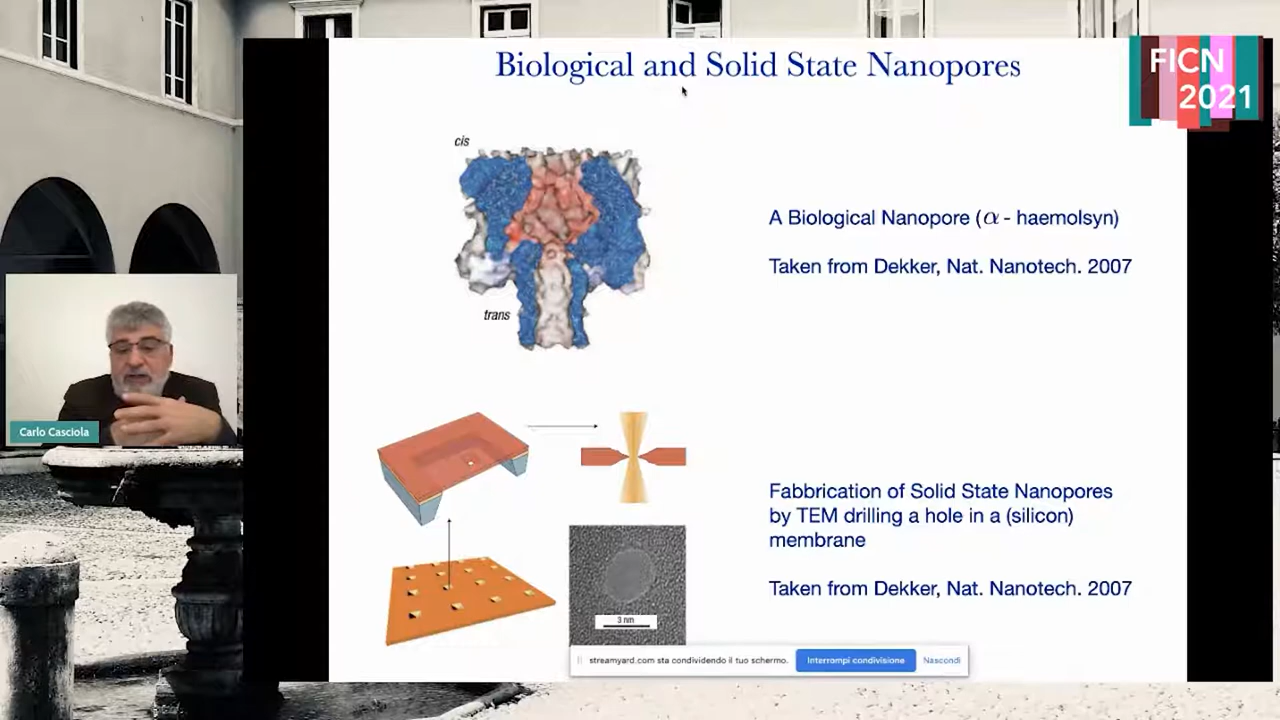 Biological and Solid State Nanopores
FICN
2021
cis
trans
A Biological Nanopore (α - haemolsyn)
Taken from Dekker, Nat. Nanotech. 2007
Carlo Casciola
Fabbrication of Solid State Nanopores
by TEM drilling a hole in a (silicon)
membrane
Taken from Dekker, Nat. Nanotech. 2007
3 nm
streamyard.com sta condividendo il tuo schermo.
Interrompi condivisione
Nascondi